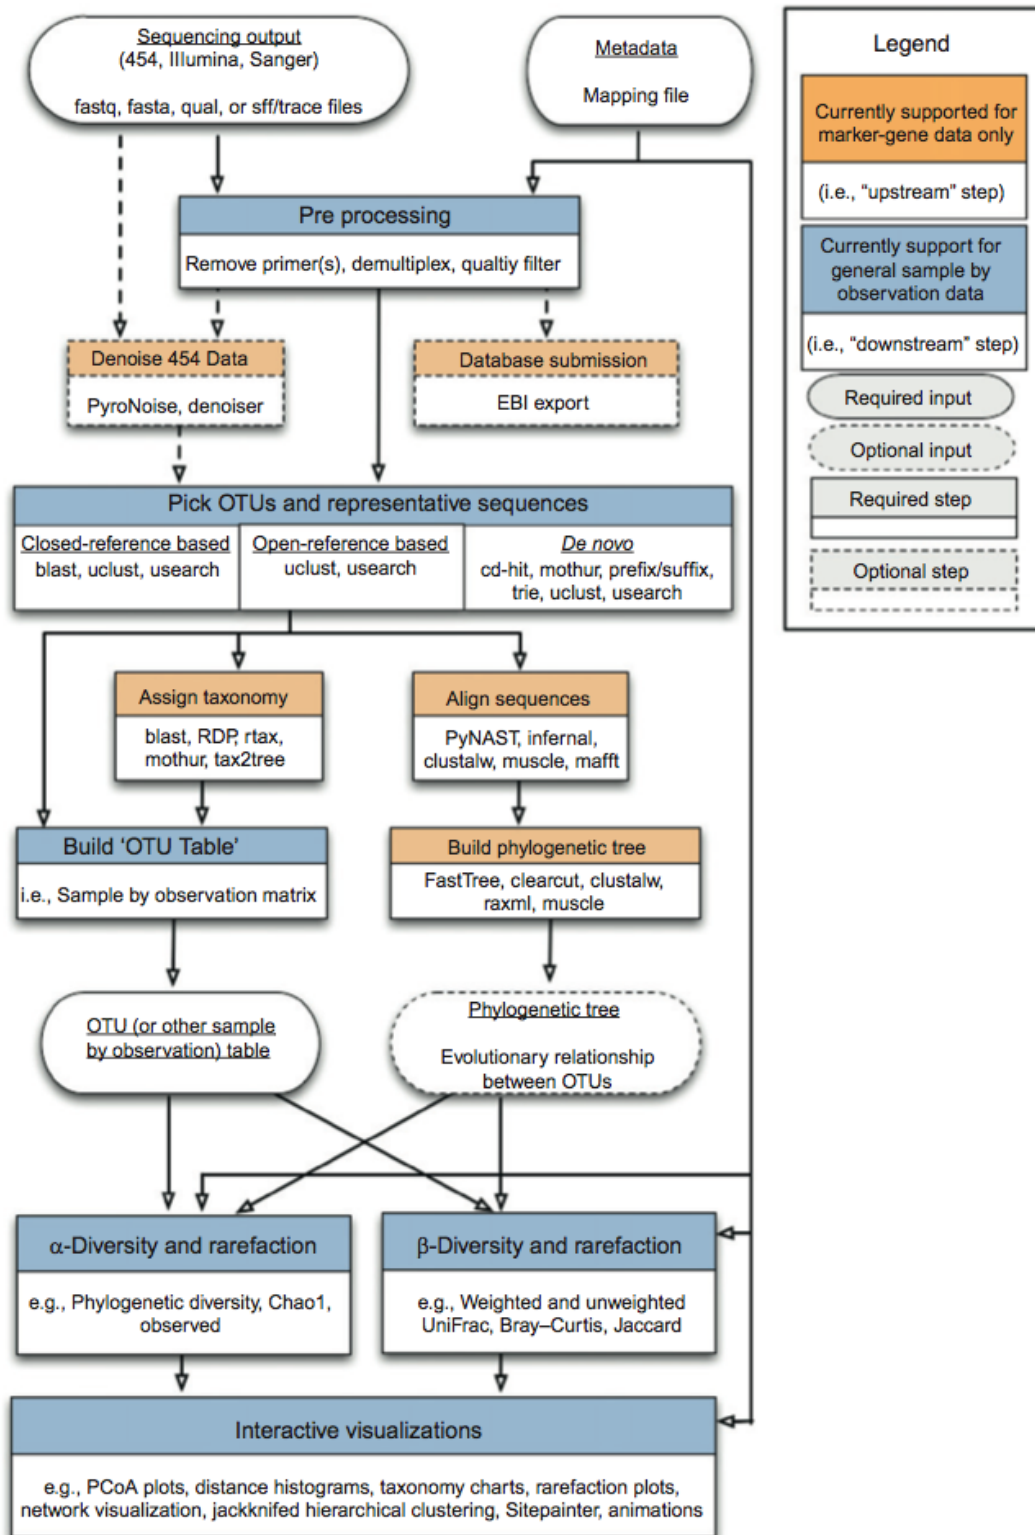 Sequencing output
(454, Illumina, Sanger)
fastq, fasta, qual, or sff/trace files
Metadata
Mapping file
Pre processing
Remove primer(s), demultiplex, qualtiy filter
Denoise 454 Data
PyroNoise, denoiser
Database submission
EBI export
Pick OTUs and representative sequences
Closed-reference based
blast, uclust, usearch
Open-reference based
uclust, usearch
De novo
cd-hit, mothur, prefix/suffix,
trie, uclust, usearch
Assign taxonomy
blast, RDP, rtax,
mothur, tax2tree
Align sequences
PyNAST, infernal,
clustalw, muscle, mafft
Build ‘OTU Table’
i.e., Sample by observation matrix
Build phylogenetic tree
FastTree, clearcut, clustalw,
raxml, muscle
OTU (or other sample
by observation) table
Phylogenetic tree
Evolutionary relationship
between OTUs
α-Diversity and rarefaction
e.g., Phylogenetic diversity, Chao1,
observed
β-Diversity and rarefaction
e.g., Weighted and unweighted
UniFrac, Bray–Curtis, Jaccard
Interactive visualizations
e.g., PCoA plots, distance histograms, taxonomy charts, rarefaction plots,
network visualization, jackknifed hierarchical clustering, Sitepainter, animations
Legend
Currently supported for
marker-gene data only
(i.e., “upstream” step)
Currently support for
general sample by
observation data
(i.e., “downstream” step)
Required input
Optional input
Required step
Optional step